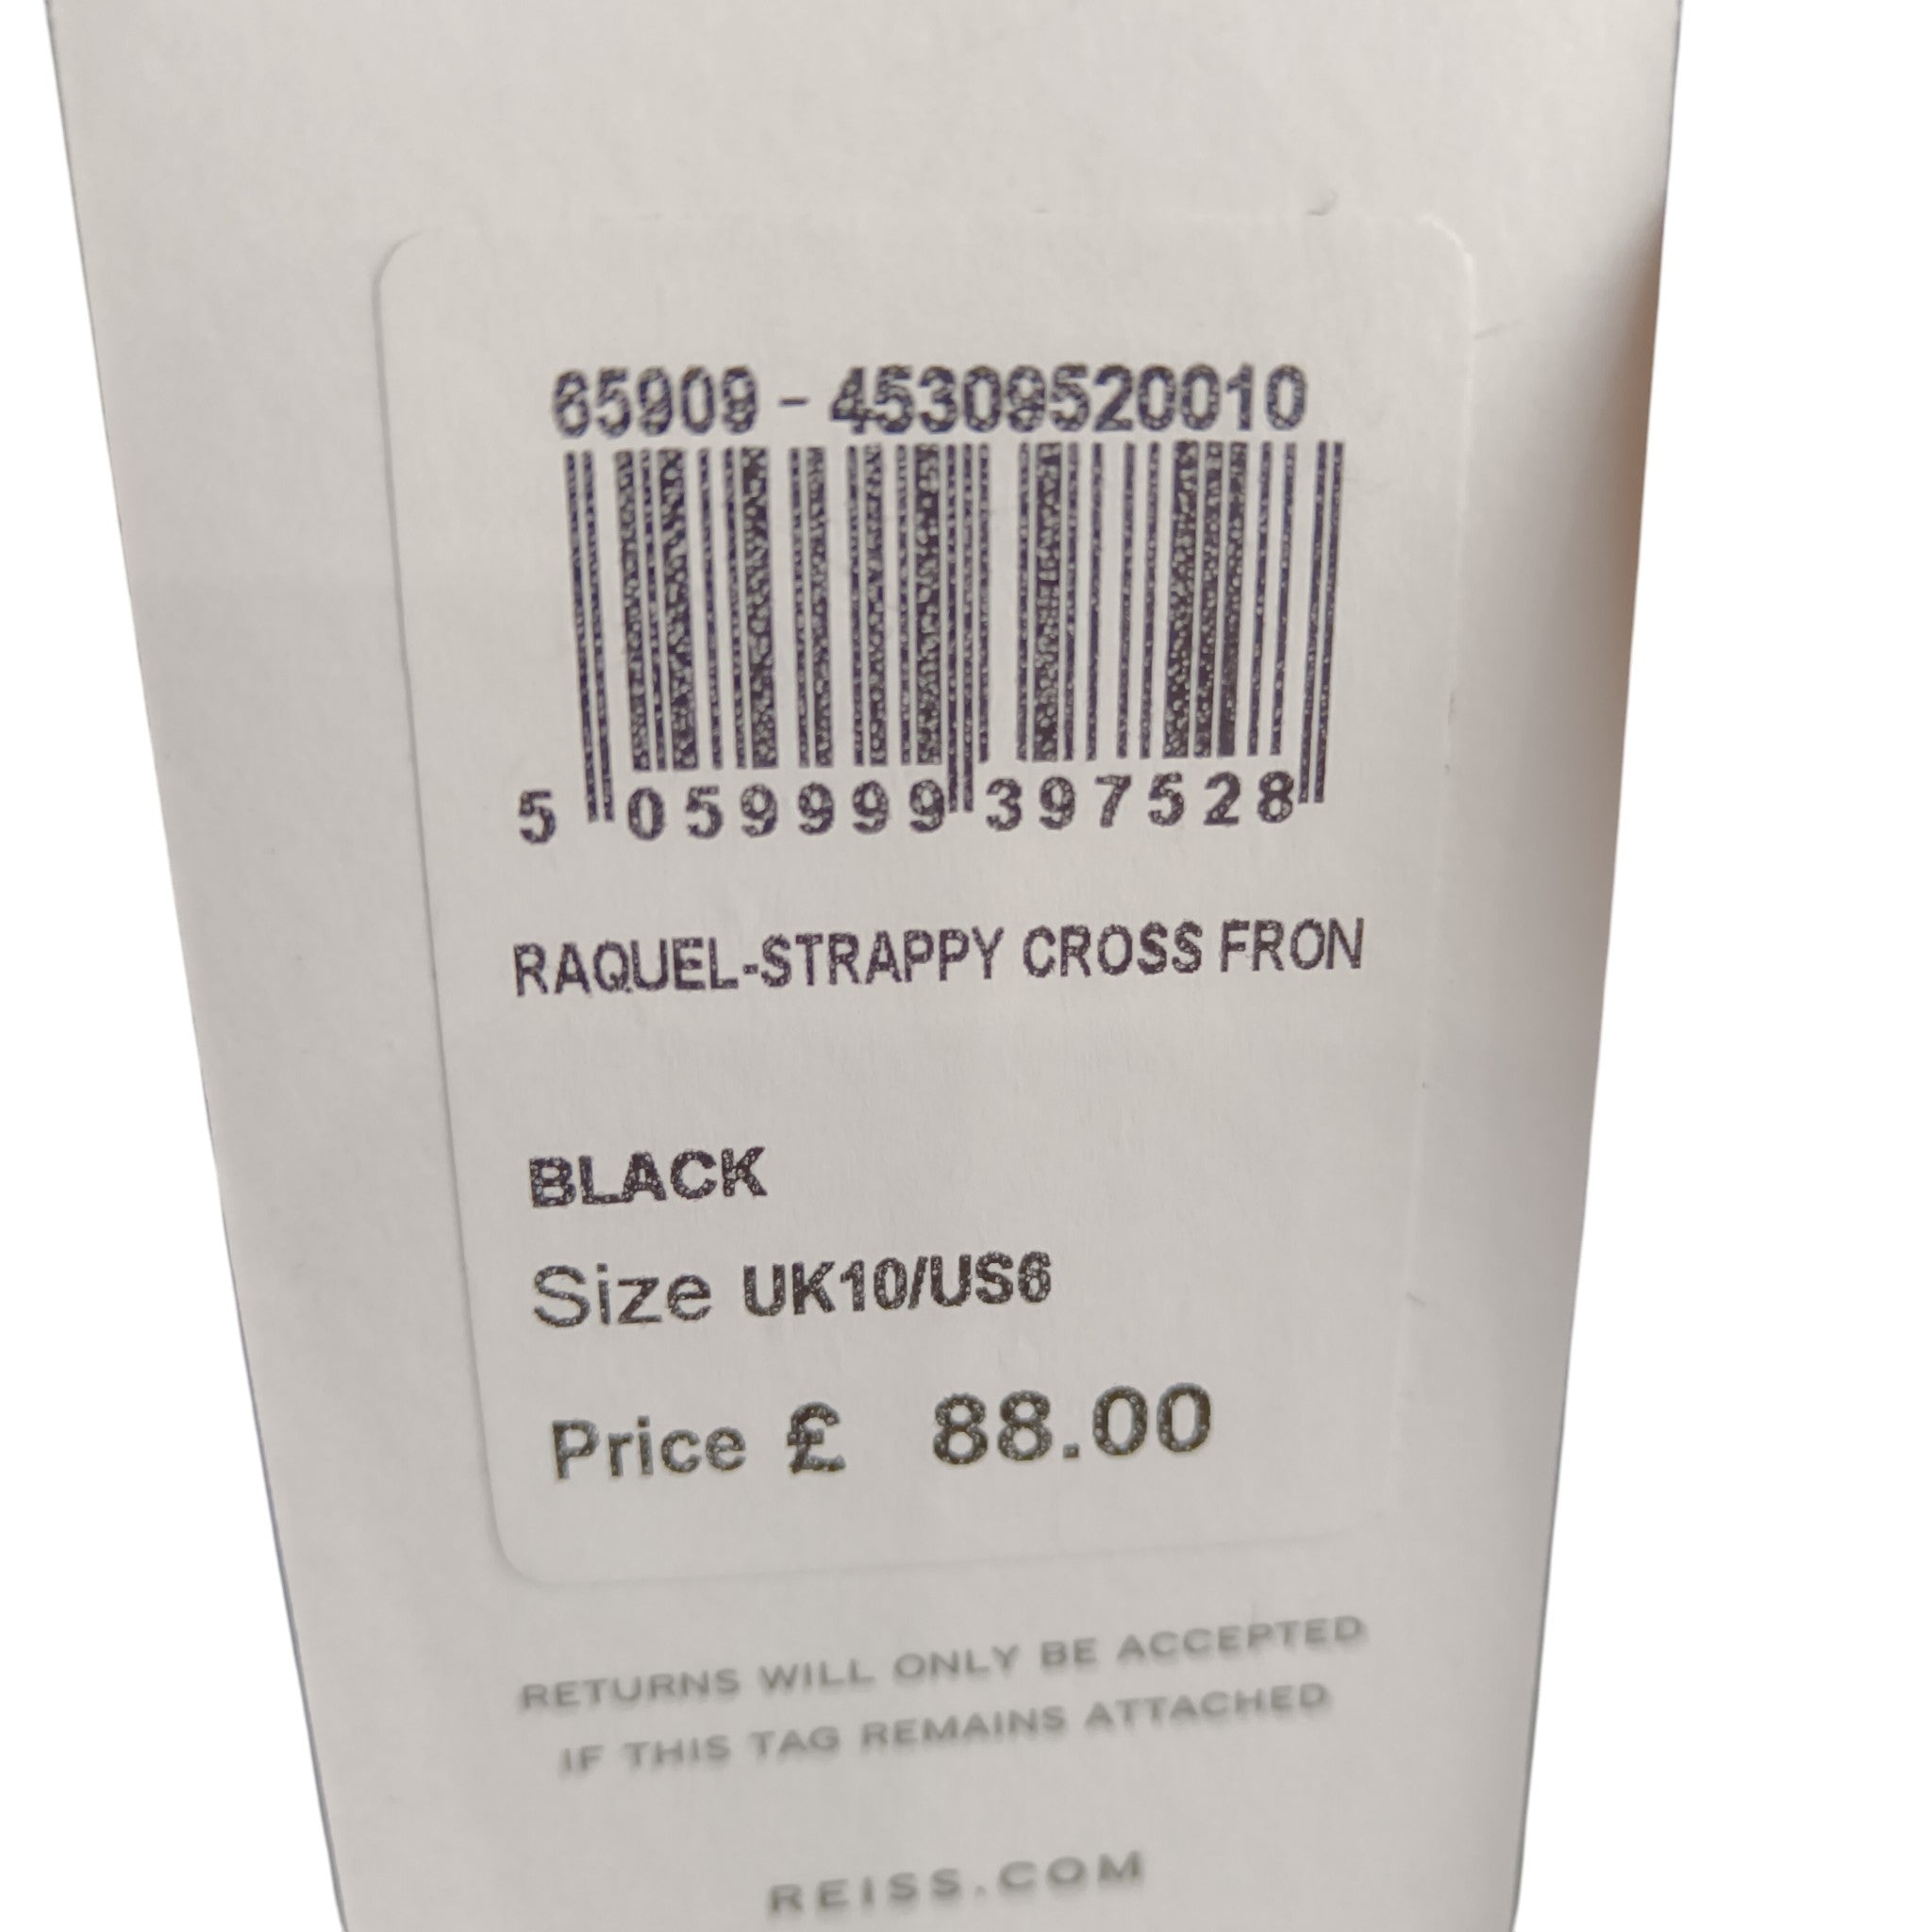 65909 - 45309520010
5 059999 397528
RAQUEL-STRAPPY CROSS FRON
BLACK
Size UK10/US6
Price £ 88.00
RETURNS WILL ONLY BE ACCEPTED
IF THIS TAG REMAINS ATTACHED
REISS.COM